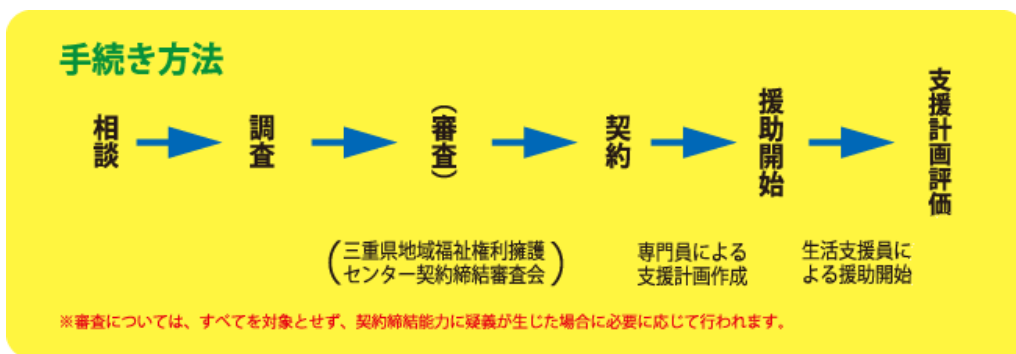 手続き方法
相談
調査
（審査）
契約
援助開始
支援計画評価
（三重県地域福祉権利擁護
センター契約締結審査会）
専門員による
支援計画作成
生活支援員に
よる援助開始
※審査については、すべてを対象とせず、契約締結能力に疑義が生じた場合に必要に応じて行われます。